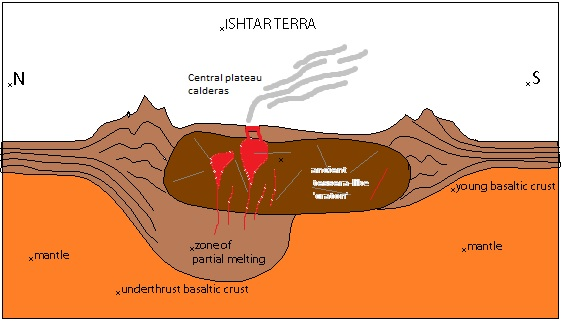 ISHTAR TERRA
N
S
Central plateau
calderas
ancient
tessera-like
'craton'
young basaltic crust
zone of
partial melting
mantle
mantle
underthrust basaltic crust